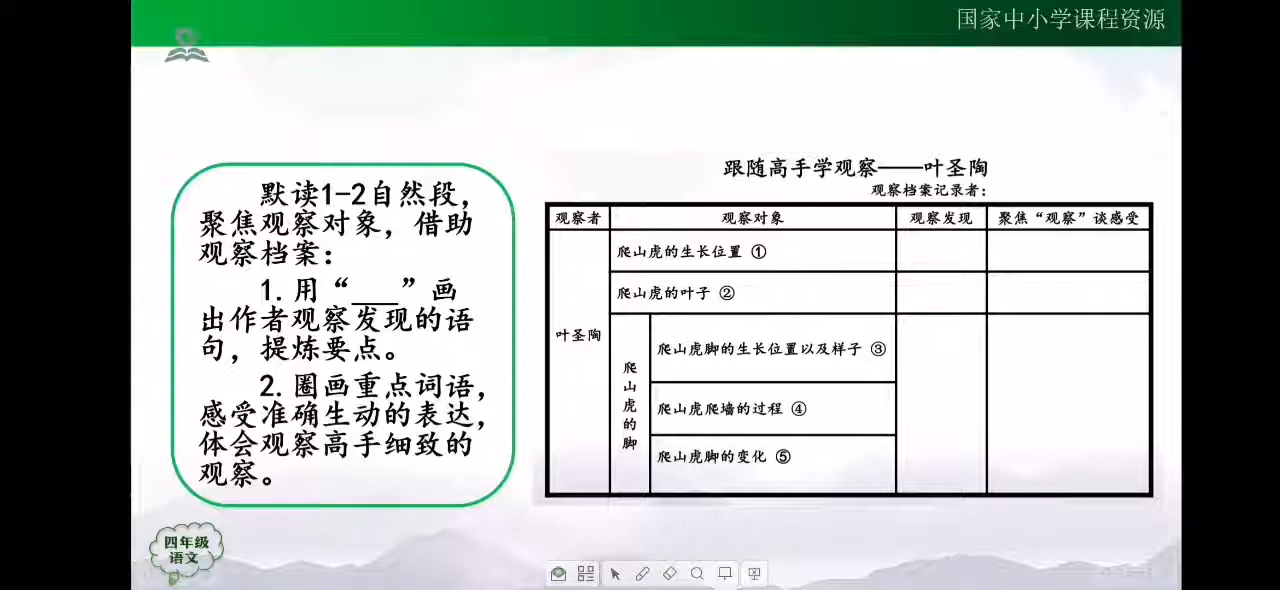 国家中小学课程资源
默读1-2自然段，
聚焦观察对象，借助
观察档案：
1.用“___”画
出作者观察发现的语
句，提炼要点。
2.圈画重点词语，
感受准确生动的表达，
体会观察高手细致的
观察。
跟随高手学观察——叶圣陶
观察档案记录者：
观察者 观察对象 观察发现 聚焦“观察”谈感受
爬山虎的生长位置 ①
爬山虎的叶子 ②
叶圣陶
爬山虎的脚
爬山虎脚的生长位置以及样子 ③
爬山虎爬墙的过程 ④
爬山虎脚的变化 ⑤
四年级
语文